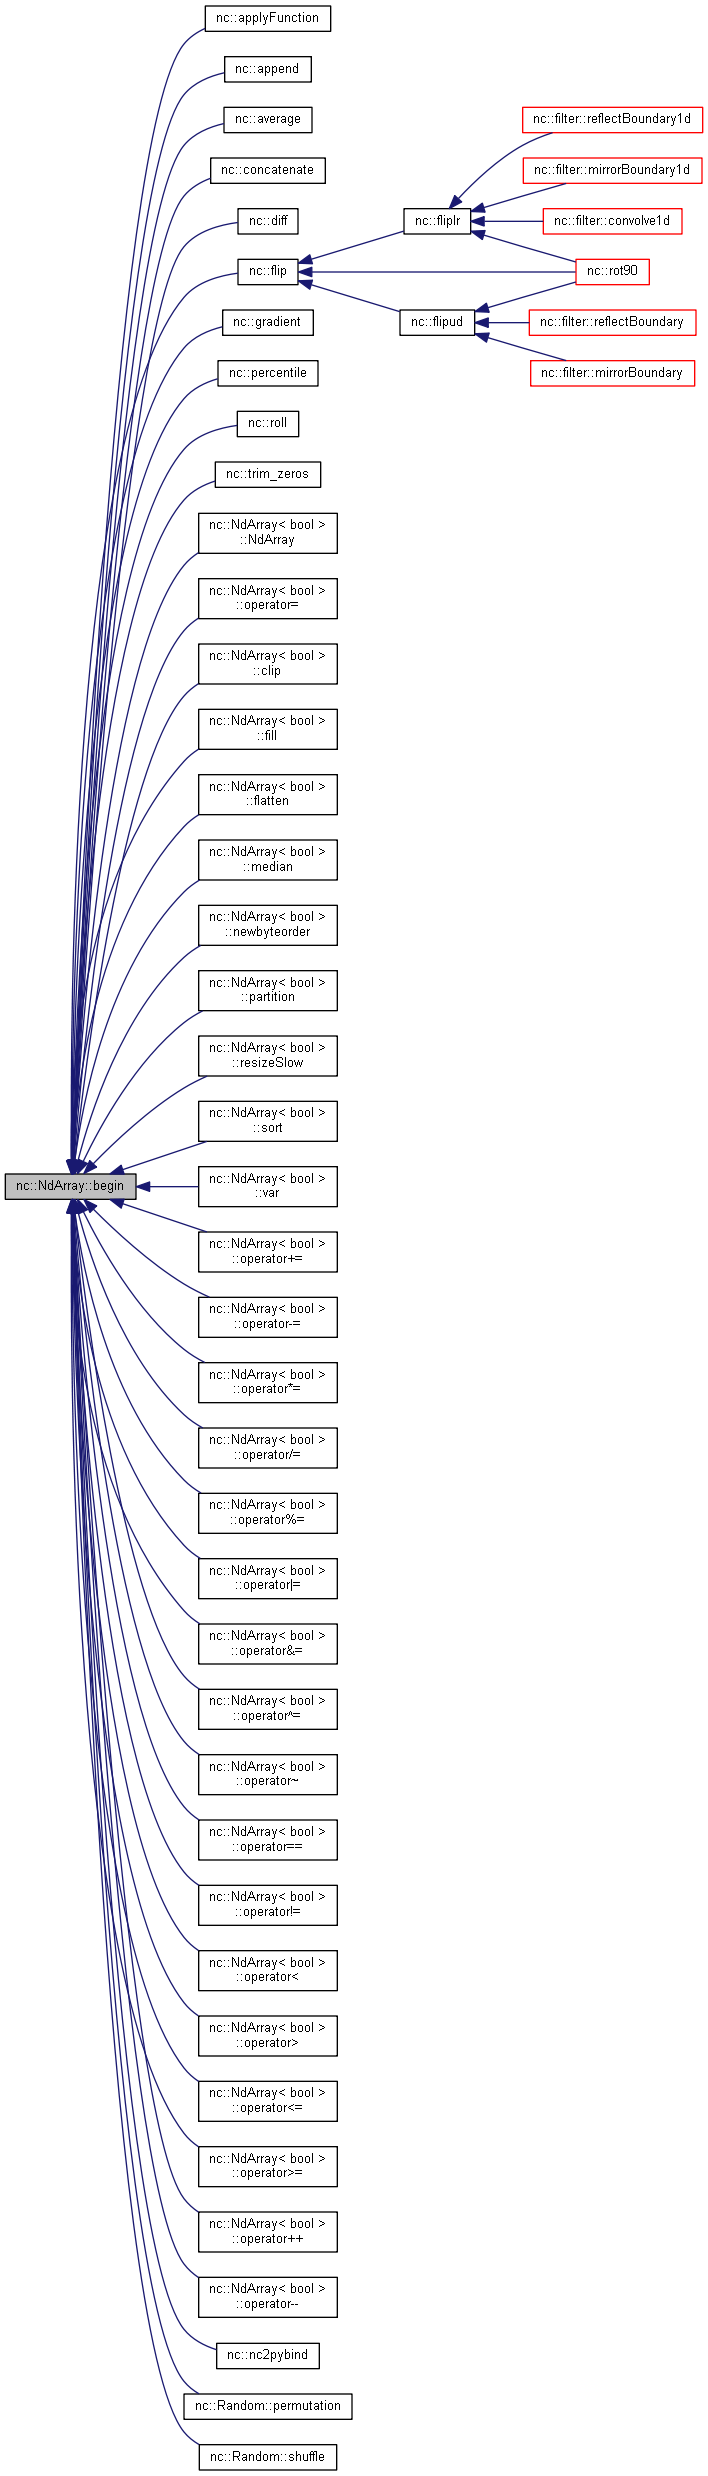 nc::applyFunction
nc::append
nc::average
nc::concatenate
nc::diff
nc::flip
nc::fliplr
nc::filter::reflectBoundary1d
nc::filter::mirrorBoundary1d
nc::filter::convolve1d
nc::rot90
nc::flipud
nc::filter::reflectBoundary
nc::filter::mirrorBoundary
nc::gradient
nc::percentile
nc::roll
nc::trim_zeros
nc::NdArray< bool >
::NdArray
nc::NdArray< bool >
::operator=
nc::NdArray< bool >
::clip
nc::NdArray< bool >
::fill
nc::NdArray< bool >
::flatten
nc::NdArray< bool >
::median
nc::NdArray< bool >
::newbyteorder
nc::NdArray< bool >
::partition
nc::NdArray< bool >
::resizeSlow
nc::NdArray< bool >
::sort
nc::NdArray::begin
nc::NdArray< bool >
::var
nc::NdArray< bool >
::operator+=
nc::NdArray< bool >
::operator-=
nc::NdArray< bool >
::operator*=
nc::NdArray< bool >
::operator/=
nc::NdArray< bool >
::operator%=
nc::NdArray< bool >
::operator|=
nc::NdArray< bool >
::operator&=
nc::NdArray< bool >
::operator^=
nc::NdArray< bool >
::operator~
nc::NdArray< bool >
::operator==
nc::NdArray< bool >
::operator!=
nc::NdArray< bool >
::operator<
nc::NdArray< bool >
::operator>
nc::NdArray< bool >
::operator<=
nc::NdArray< bool >
::operator>=
nc::NdArray< bool >
::operator++
nc::NdArray< bool >
::operator--
nc::nc2pybind
nc::Random::permutation
nc::Random::shuffle